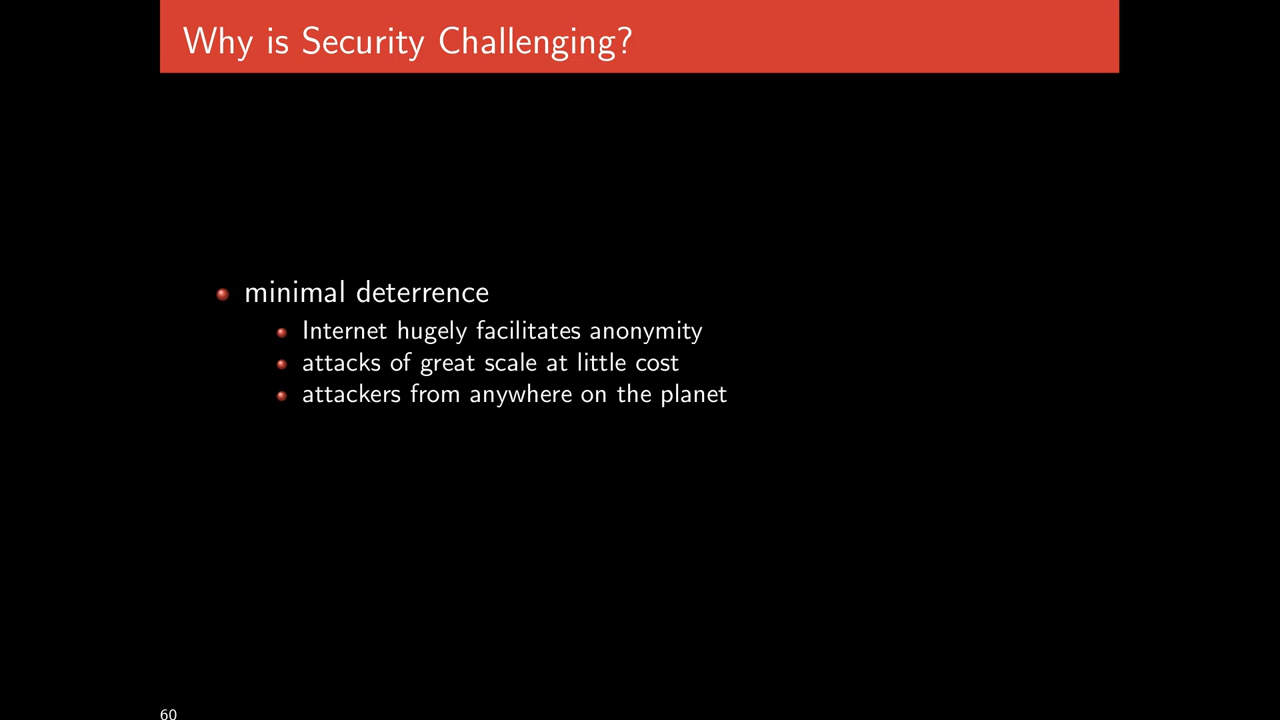 Why is Security Challenging?
minimal deterrence
Internet hugely facilitates anonymity
attacks of great scale at little cost
attackers from anywhere on the planet
60